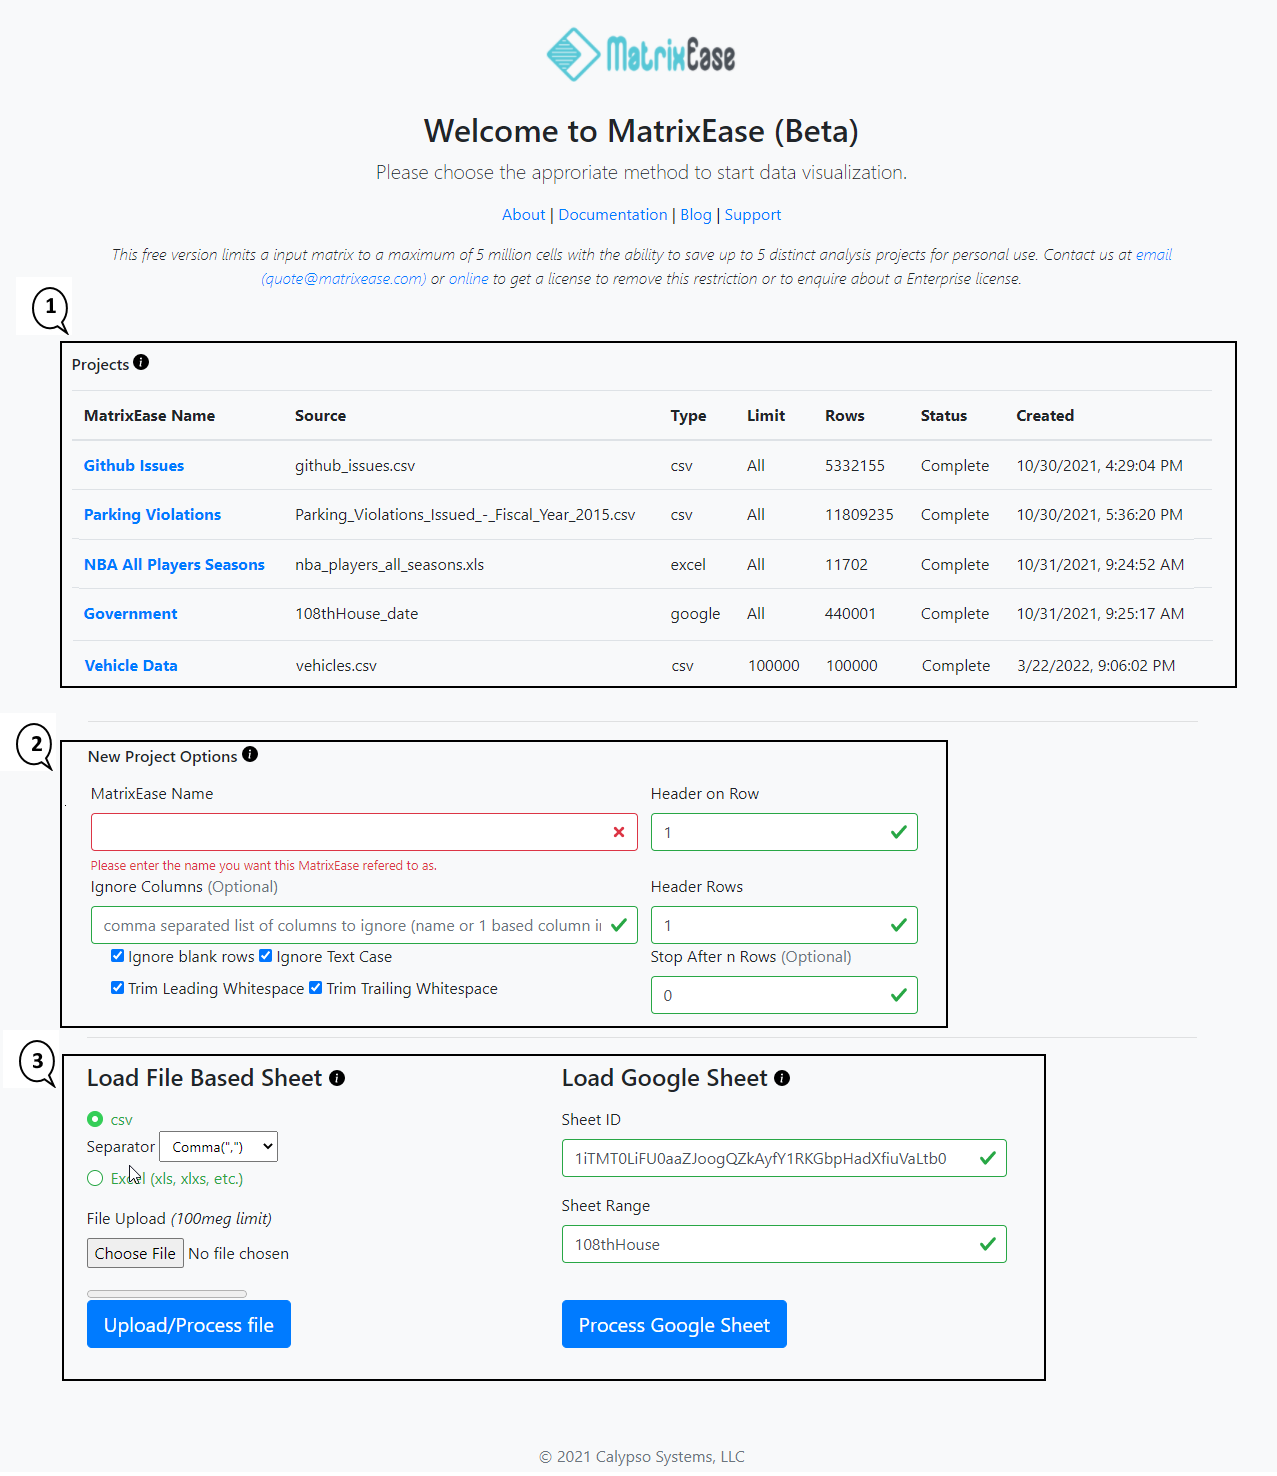 MatrixEase
Welcome to MatrixEase (Beta)
Please choose the approriate method to start data visualization.
About | Documentation | Blog | Support
This free version limits a input matrix to a maximum of 5 million cells with the ability to save up to 5 distinct analysis projects for personal use. Contact us at email
(quote@matrixease.com) or online to get a license to remove this restriction or to enquire about a Enterprise license.
1
Projects i
MatrixEase Name Source Type Limit Rows Status Created
Github Issues github_issues.csv csv All 5332155 Complete 10/30/2021, 4:29:04 PM
Parking Violations Parking_Violations_Issued_-_Fiscal_Year_2015.csv csv All 11809235 Complete 10/30/2021, 5:36:20 PM
NBA All Players Seasons nba_players_all_seasons.xls excel All 11702 Complete 10/31/2021, 9:24:52 AM
Government 108thHouse_date google All 440001 Complete 10/31/2021, 9:25:17 AM
Vehicle Data vehicles.csv csv 100000 100000 Complete 3/22/2022, 9:06:02 PM
2
New Project Options i
MatrixEase Name Header on Row
1
Please enter the name you want this MatrixEase refered to as.
Ignore Columns (Optional) Header Rows
comma separated list of columns to ignore (name or 1 based column i 1
Ignore blank rows Ignore Text Case Stop After n Rows (Optional)
Trim Leading Whitespace Trim Trailing Whitespace 0
3
Load File Based Sheet i Load Google Sheet i
csv Sheet ID
Separator Comma(",") 1iTMT0LiFU0aaZJoogQZkAyfY1RKGbpHadXfiuVaLtb0
Excel (xls, xlxs, etc.)
File Upload (100meg limit) Sheet Range
Choose File No file chosen 108thHouse
Upload/Process file Process Google Sheet
© 2021 Calypso Systems, LLC